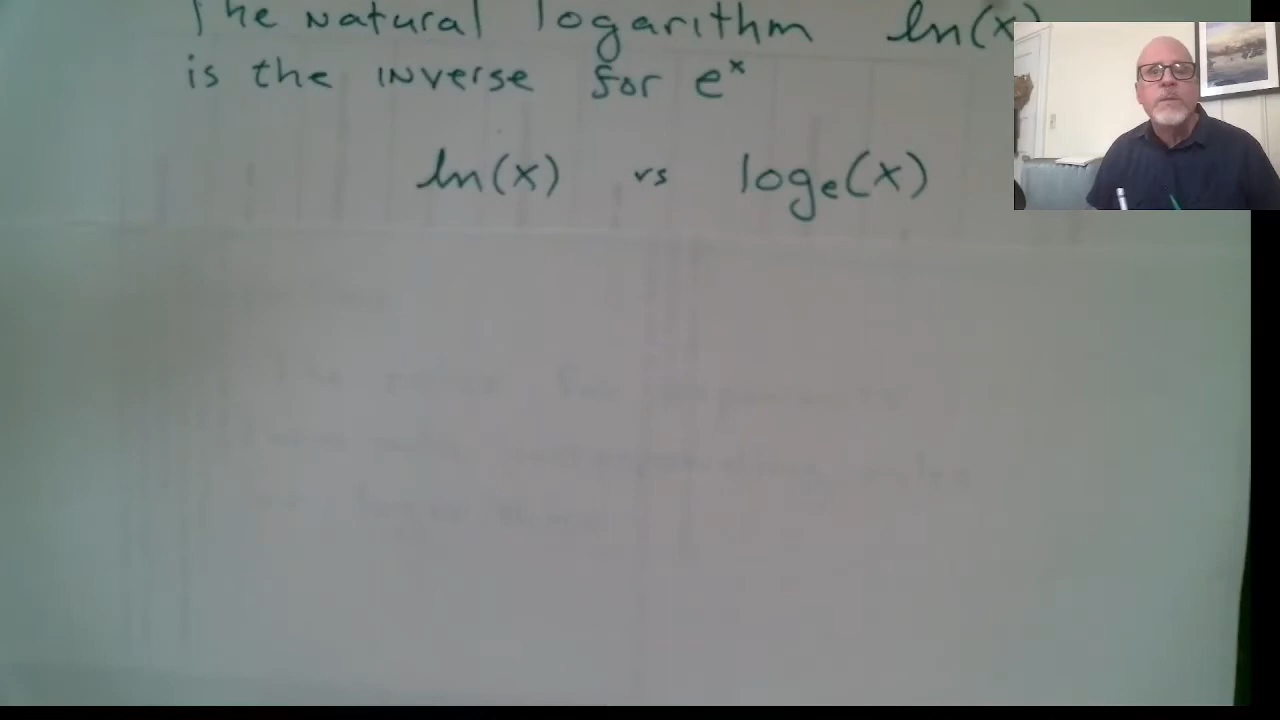 The Natural logarithm ln(x)
is the inverse for eˣ
ln(x) vs logₑ(x)